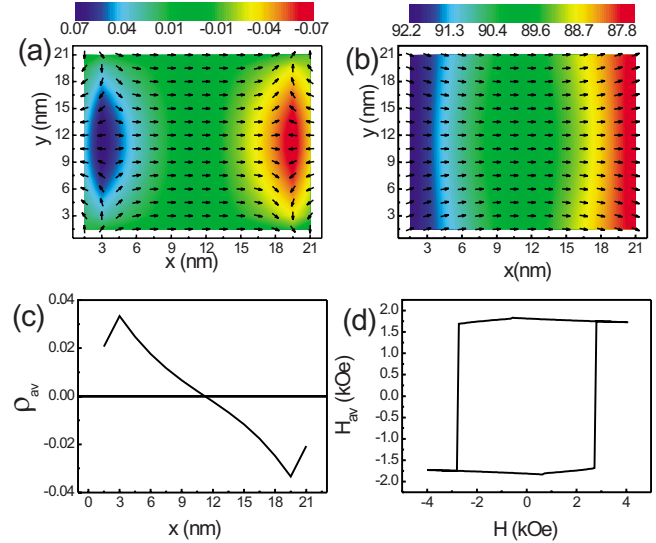 0.07 0.04 0.01 -0.01 -0.04 -0.07
92.2 91.3 90.4 89.6 88.7 87.8
(a)
21
18
15
12
9
6
3
y (nm)
3 6 9 12 15 18 21
x (nm)
(b)
21
18
15
12
9
6
3
y (nm)
3 6 9 12 15 18 21
x(nm)
(c)
0.04
0.02
0.00
-0.02
-0.04
ρav
0 3 6 9 12 15 18 21
x (nm)
(d)
2.0
1.5
1.0
0.5
0.0
-0.5
-1.0
-1.5
-2.0
Hav (kOe)
-4 -2 0 2 4
H (kOe)